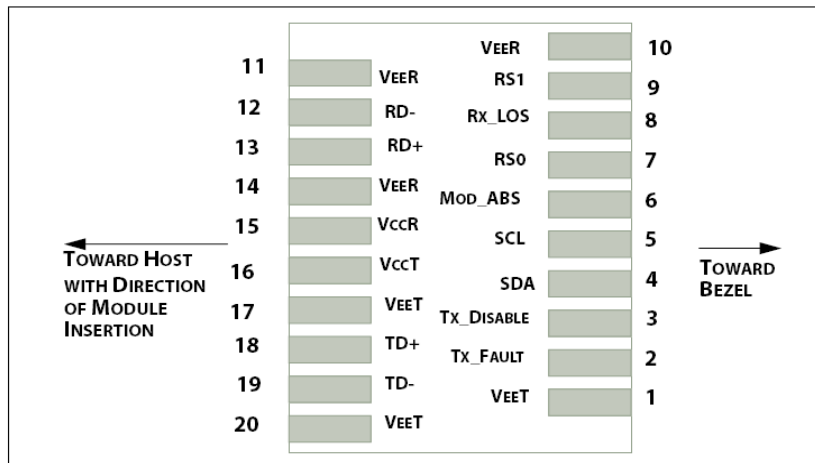 11 VEER
12 RD-
13 RD+
14 VEER
15 VCCR
16 VCCT
17 VEET
18 TD+
19 TD-
20 VEET
VEER 10
RS1 9
RX_LOS 8
RS0 7
MOD_ABS 6
SCL 5
SDA 4
TX_DISABLE 3
TX_FAULT 2
VEET 1
TOWARD HOST
WITH DIRECTION
OF MODULE
INSERTION
TOWARD
BEZEL